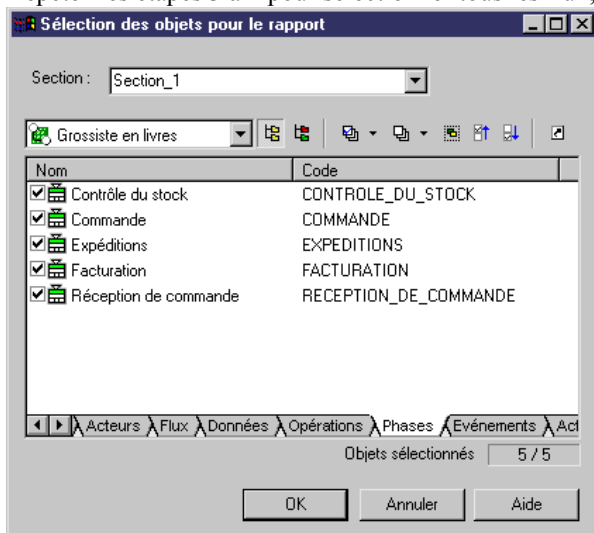 Sélection des objets pour le rapport
Section :
Section_1
Grossiste en livres
Nom Code
Contrôle du stock CONTROLE_DU_STOCK
Commande COMMANDE
Expéditions EXPEDITIONS
Facturation FACTURATION
Réception de commande RECEPTION_DE_COMMANDE
Acteurs Flux Données Opérations Phases Evénements Act
Objets sélectionnés 5 / 5
OK Annuler Aide